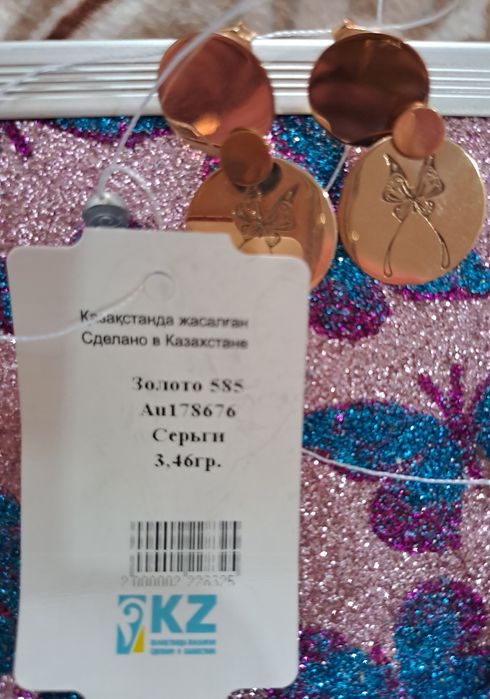 Қазақстанда жасалған
Сделано в Казахстане
Золото 585
Au178676
Серьги
3,46гр.
KZ